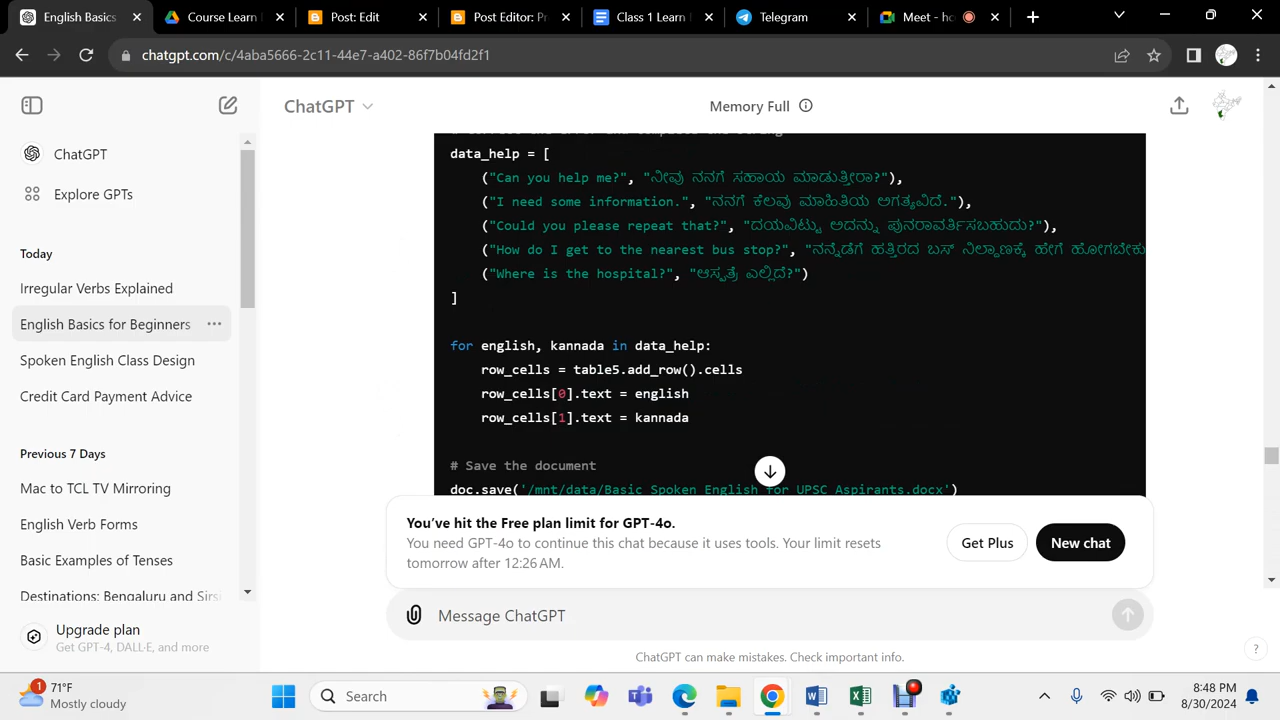 English Basics
Course Learn
Post: Edit
Post Editor: Pr
Class 1 Learn
Telegram
Meet - ho
chatgpt.com/c/4aba5666-2c11-44e7-a402-86f7b04fd2f1
ChatGPT
Memory Full
ChatGPT
Explore GPTs
Today
Irregular Verbs Explained
English Basics for Beginners
Spoken English Class Design
Credit Card Payment Advice
Previous 7 Days
Mac to TCL TV Mirroring
English Verb Forms
Basic Examples of Tenses
Destinations: Bengaluru and Sirsi
Upgrade plan
Get GPT-4, DALL·E, and more
data_help = [
("Can you help me?", "ನೀವು ನನಗೆ ಸಹಾಯ ಮಾಡುತ್ತೀರಾ?"),
("I need some information.", "ನನಗೆ ಕೆಲವು ಮಾಹಿತಿಯ ಅಗತ್ಯವಿದೆ."),
("Could you please repeat that?", "ದಯವಿಟ್ಟು ಅದನ್ನು ಪುನರಾವರ್ತಿಸಬಹುದು?"),
("How do I get to the nearest bus stop?", "ನನ್ನೆಡೆಗೆ ಹತ್ತಿರದ ಬಸ್ ನಿಲ್ದಾಣಕ್ಕೆ ಹೇಗೆ ಹೋಗಬೇಕು
("Where is the hospital?", "ಆಸ್ಪತ್ರೆ ಎಲ್ಲಿದೆ?")
]
for english, kannada in data_help:
row_cells = table5.add_row().cells
row_cells[0].text = english
row_cells[1].text = kannada
# Save the document
doc.save('/mnt/data/Basic_Spoken_English_for_UPSC_Aspirants.docx')
You've hit the Free plan limit for GPT-4o.
You need GPT-4o to continue this chat because it uses tools. Your limit resets
tomorrow after 12:26 AM.
Get Plus
New chat
Message ChatGPT
ChatGPT can make mistakes. Check important info.
?
1
71°F
Mostly cloudy
Search
8:48 PM
8/30/2024